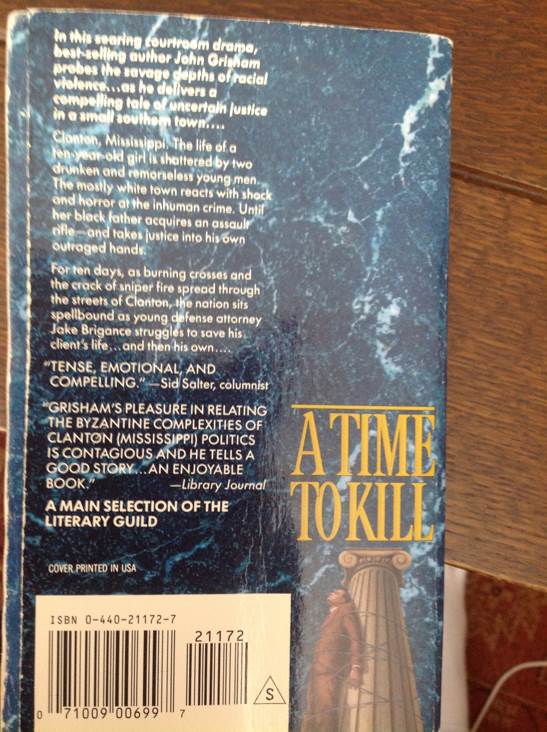 In this searing courtroom drama,
best-selling author John Grisham
probes the savage depths of racial
violence...as he delivers a
compelling tale of uncertain justice
in a small southern town....
Clanton, Mississippi. The life of a
ten-year-old girl is shattered by two
drunken and remorseless young men.
The mostly white town reacts with shock
and horror at the inhuman crime. Until
her black father acquires an assault
rifle—and takes justice into his own
outraged hands.
For ten days, as burning crosses and
the crack of sniper fire spread through
the streets of Clanton, the nation sits
spellbound as young defense attorney
Jake Brigance struggles to save his
client's life...and then his own....
"TENSE, EMOTIONAL, AND
COMPELLING."—Sid Salter, columnist
"GRISHAM'S PLEASURE IN RELATING
THE BYZANTINE COMPLEXITIES OF
CLANTON (MISSISSIPPI) POLITICS
IS CONTAGIOUS AND HE TELLS A
GOOD STORY...AN ENJOYABLE
BOOK." —Library Journal
A MAIN SELECTION OF THE
LITERARY GUILD
A TIME
TO KILL
COVER PRINTED IN USA
ISBN 0-440-21172-7
21172
S
0 71009 00699 7